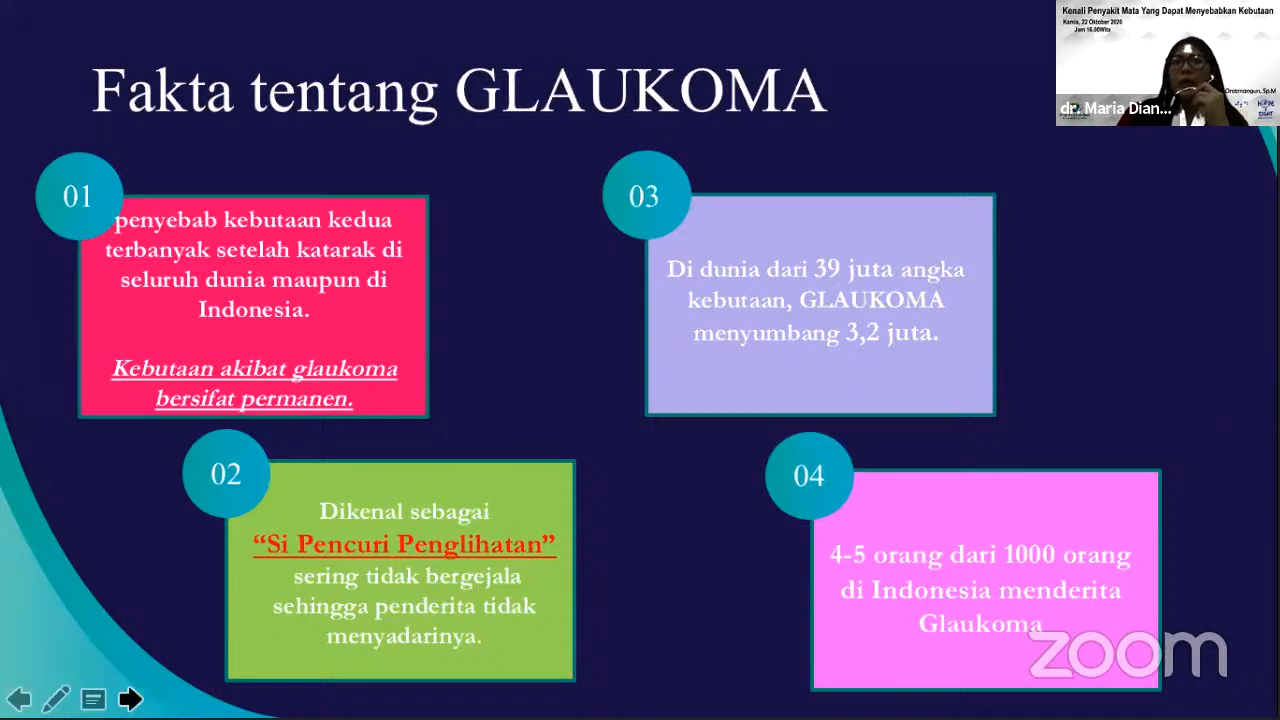 Fakta tentang GLAUKOMA
01
penyebab kebutaan kedua
terbanyak setelah katarak di
seluruh dunia maupun di
Indonesia.
Kebutaan akibat glaukoma
bersifat permanen.
02
Dikenal sebagai
“Si Pencuri Penglihatan”
sering tidak bergejala
sehingga penderita tidak
menyadarinya.
03
Di dunia dari 39 juta angka
kebutaan, GLAUKOMA
menyumbang 3,2 juta.
04
4-5 orang dari 1000 orang
di Indonesia menderita
Glaukoma
zoom
Kenali Penyakit Mata Yang Dapat Menyebabkan Kebutaan
Kamis, 22 Oktober 2020
Jam 16.00Wita
Oratmangun, Sp.M
dr. Maria Dian...